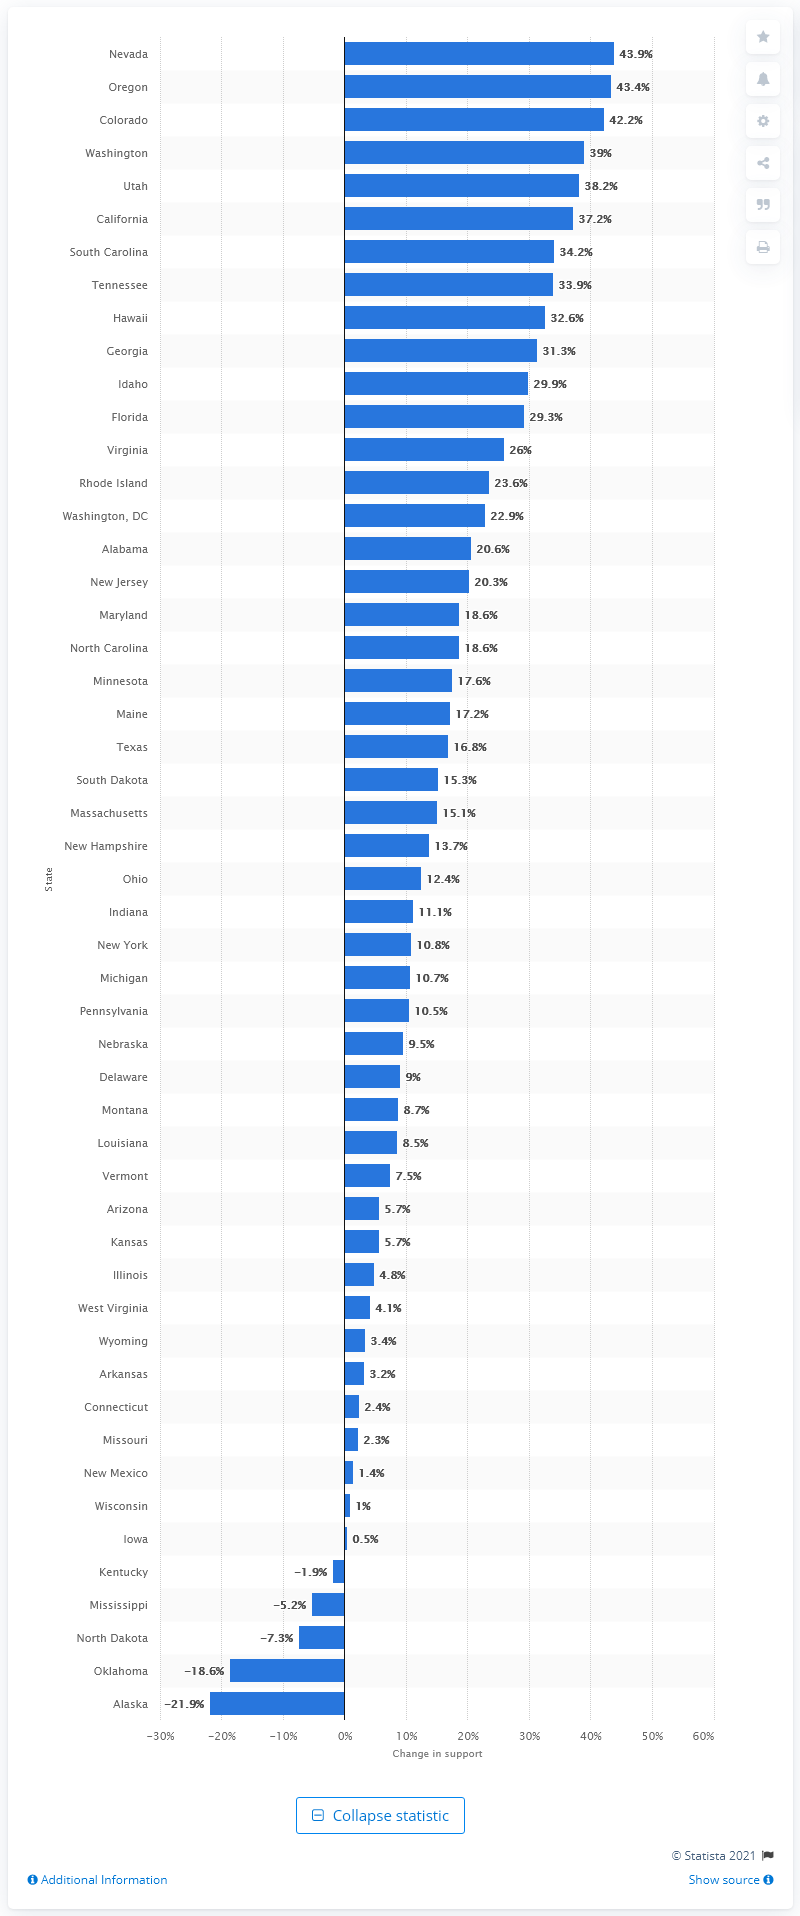 Nevada 43.9%
Oregon 43.4%
Colorado 42.2%
Washington 39%
Utah 38.2%
California 37.2%
South Carolina 34.2%
Tennessee 33.9%
Hawaii 32.6%
Georgia 31.3%
Idaho 29.9%
Florida 29.3%
Virginia 26%
Rhode Island 23.6%
Washington, DC 22.9%
Alabama 20.6%
New Jersey 20.3%
Maryland 18.6%
North Carolina 18.6%
Minnesota 17.6%
Maine 17.2%
Texas 16.8%
South Dakota 15.3%
Massachusetts 15.1%
New Hampshire 13.7%
State
Ohio 12.4%
Indiana 11.1%
New York 10.8%
Michigan 10.7%
Pennsylvania 10.5%
Nebraska 9.5%
Delaware 9%
Montana 8.7%
Louisiana 8.5%
Vermont 7.5%
Arizona 5.7%
Kansas 5.7%
Illinois 4.8%
West Virginia 4.1%
Wyoming 3.4%
Arkansas 3.2%
Connecticut 2.4%
Missouri 2.3%
New Mexico 1.4%
Wisconsin 1%
Iowa 0.5%
Kentucky −1.9%
Mississippi −5.2%
North Dakota −7.3%
Oklahoma −18.6%
Alaska −21.9%
−30% −20% −10% 0% 10% 20% 30% 40% 50% 60%
Change in support
Collapse statistic
© Statista 2021
Additional Information Show source